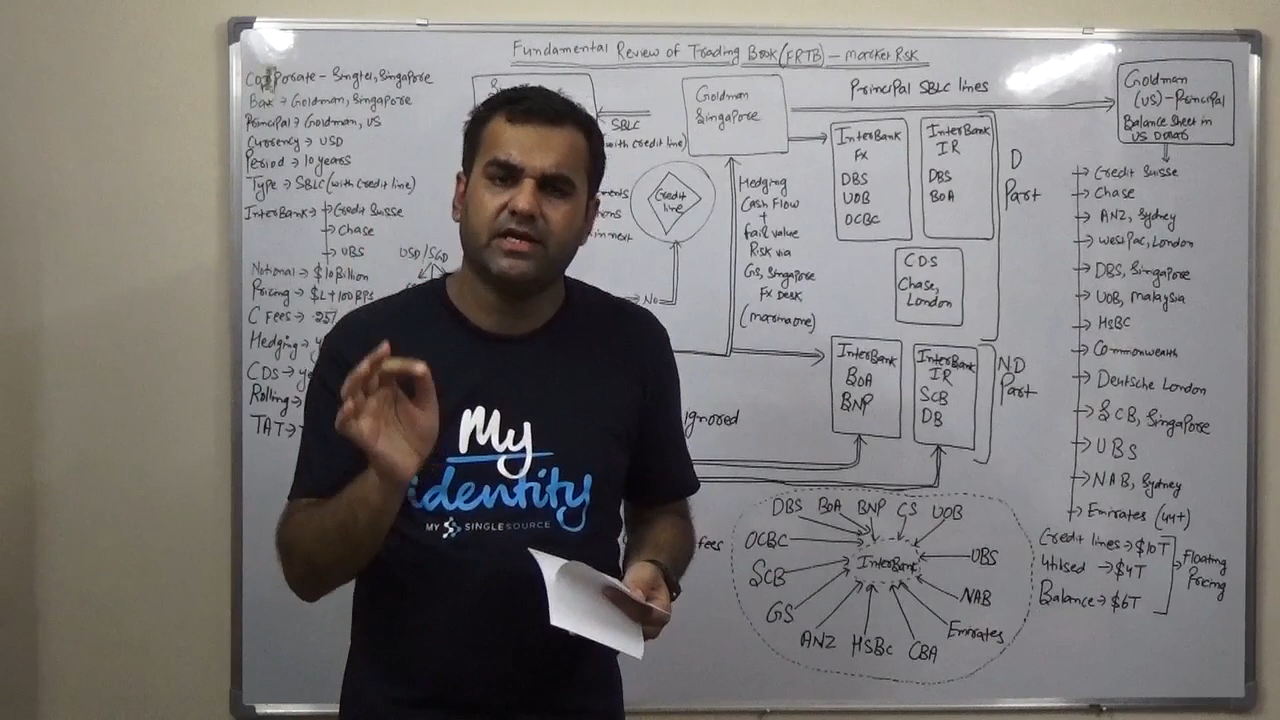 Fundamental Review of Trading Book (FRTB) – Market Risk
Corporate – Singtel, Singapore
Bank → Goldman, Singapore
Principal → Goldman, US
Currency → USD
Period → 10 years
Type → SBLC (with credit line)
InterBank → Credit Suisse
→ Chase
→ UBS
Notional → $10 Billion
Pricing → $L + 100 BPS
C Fees → .25%
Hedging →
CDS →
Rolling →
TAT →
USD/SGD
SBLC
(with credit line)
Credit line
No
Goldman Singapore
Hedging
Cash Flow
+
fair value
Risk via
GS, Singapore
FX Desk
ignored
fees
Principal SBLC lines
InterBank
FX
DBS
UOB
OCBC
InterBank
IR
DBS
BoA
D
Part
CDS
Chase,
London
InterBank
BoA
BNP
InterBank
IR
SCB
DB
ND
Part
Goldman
(US) – Principal
Balance Sheet in
US
→ Credit Suisse
→ Chase
→ ANZ, Sydney
→ Westpac, London
→ DBS, Singapore
→ UOB, Malaysia
→ HSBC
→ Commonwealth
→ Deutsche London
→ SCB, Singapore
→ UBS
→ NAB, Sydney
→ Emirates (44+)
Credit lines → $10T
Utilised → $4T
Balance → $6T
Floating
Pricing
DBS BoA BNP GS UOB
OCBC
InterBank
UBS
SCB
NAB
GS
Emirates
ANZ HSBC CBA
My
identity
MY SINGLESOURCE